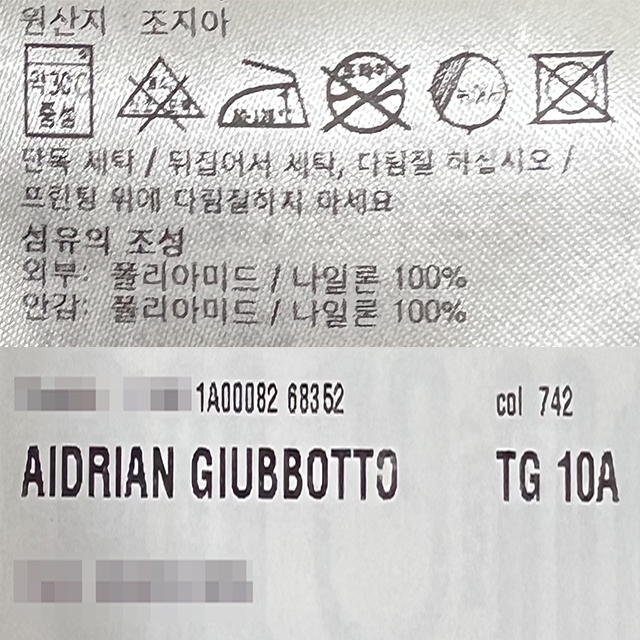 원산지 조지아
약30℃
중성
단독 세탁 / 뒤집어서 세탁, 다림질 하십시오 /
프린팅 위에 다림질하지 마세요
섬유의 조성
외부: 폴리아미드 / 나일론 100%
안감: 폴리아미드 / 나일론 100%
1A00082 68352 col 742
AIDRIAN GIUBBOTTO TG 10A